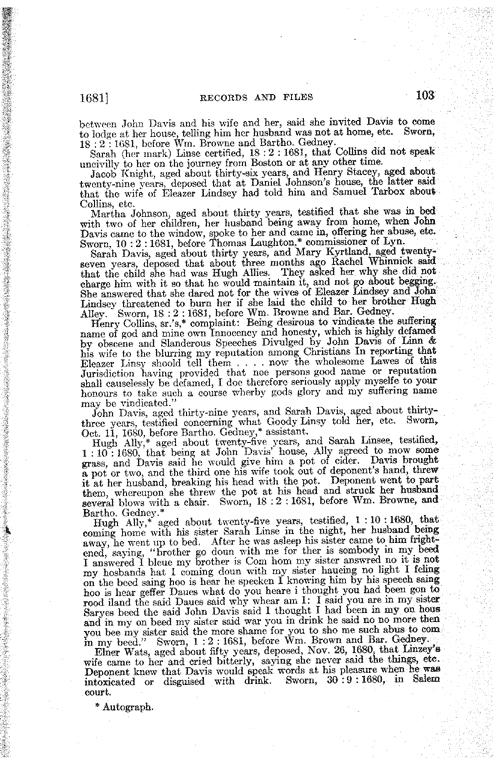 1681] RECORDS AND FILES 103
between John Davis and his wife and her, said she invited Davis to come
to lodge at her house, telling him her husband was not at home, etc. Sworn,
18 : 2 : 1681, before Wm. Browne and Bartho. Gedney.
Sarah (her mark) Linse certified, 18 : 2 : 1681, that Collins did not speak
uncivilly to her on the journey from Boston or at any other time.
Jacob Knight, aged about thirty-six years, and Henry Stacey, aged about
twenty-nine years, deposed that at Daniel Johnson's house, the latter said
that the wife of Eleazer Lindsey had told him and Samuel Tarbox about
Collins, etc.
Martha Johnson, aged about thirty years, testified that she was in bed
with two of her children, her husband being away from home, when John
Davis came to the window, spoke to her and came in, offering her abuse, etc.
Sworn, 10 : 2 : 1681, before Thomas Laughton,* commissioner of Lyn.
Sarah Davis, aged about thirty years, and Mary Kyrtland, aged twenty-
seven years, deposed that about three months ago Rachel Whinnick said
that the child she had was Hugh Allies. They asked her why she did not
charge him with it so that he would maintain it, and not go about begging.
She answered that she dared not for the wives of Eleazer Lindsey and John
Lindsey threatened to burn her if she laid the child to her brother Hugh
Alley. Sworn, 18 : 2 : 1681, before Wm. Browne and Bar. Gedney.
Henry Collins, sr.'s,* complaint: Being desirous to vindicate the suffering
name of god and mine own Innocency and honesty, which is highly defamed
by obscene and Slanderous Speeches Divulged by John Davis of Linn &
his wife to the blurring my reputation among Christians In reporting that
Eleazer Linsy should tell them . . . . now the wholesome Lawes of this
Jurisdiction having provided that noe persons good name or reputation
shall causelessly be defamed, I doe therefore seriously apply myselfe to your
honours to take such a course wherby gods glory and my suffering name
may be vindicated."
John Davis, aged thirty-nine years, and Sarah Davis, aged about thirty-
three years, testified concerning what Goody Linsy told her, etc. Sworn,
Oct. 11, 1680, before Bartho. Gedney,* assistant.
Hugh Ally,* aged about twenty-five years, and Sarah Linsee, testified,
1 : 10 : 1680, that being at John Davis' house, Ally agreed to mow some
grass, and Davis said he would give him a pot of cider. Davis brought
a pot or two, and the third one his wife took out of deponent's hand, threw
it at her husband, breaking his head with the pot. Deponent went to part
them, whereupon she threw the pot at his head and struck her husband
several blows with a chair. Sworn, 18 : 2 : 1681, before Wm. Browne, and
Bartho. Gedney.*
Hugh Ally,* aged about twenty-five years, testified, 1 : 10 : 1680, that
coming home with his sister Sarah Linse in the night, her husband being
away, he went up to bed. After he was asleep his sister came to him fright-
ened, saying, "brother go doun with me for ther is sombody in my beed
I answered I bleue my brother is Com hom my sister answred no it is not
my hosbands hat I coming doun with my sister haueing no light I feling
on the beed saing hoo is hear he speeken I knowing him by his speech saing
hoo is hear geffer Daues what do you heare i thought you had been gon to
rood iland the said Daues said why whear am I: I said you are in my sister
Saryes beed the said John Davis said I thought I had been in my on hous
and in my on beed my sister said war you in drink he said no no more then
you bee my sister said the more shame for you to sho me such abus to com
in my beed." Sworn, 1 : 2 : 1681, before Wm. Brown and Bar. Gedney.
Elner Wats, aged about fifty years, deposed, Nov. 26, 1680, that Linzey's
wife came to her and cried bitterly, saying she never said the things, etc.
Deponent knew that Davis would speak words at his pleasure when he was
intoxicated or disguised with drink. Sworn, 30 : 9 : 1680, in Salem
court.
* Autograph.